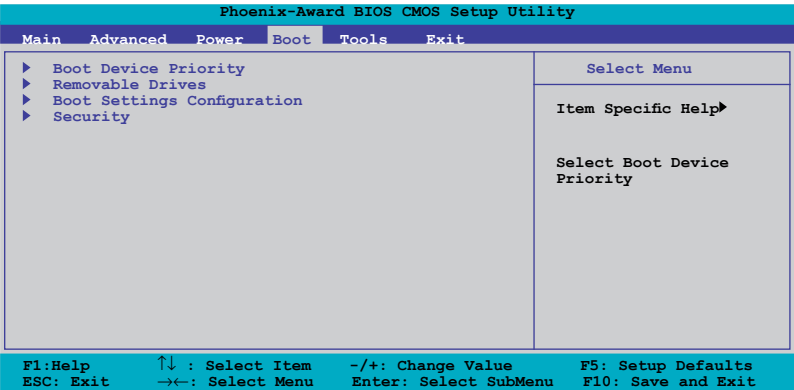 Phoenix-Award BIOS CMOS Setup Utility
Main Advanced Power Boot Tools Exit
Boot Device Priority
Removable Drives
Boot Settings Configuration
Security
Select Menu
Item Specific Help
Select Boot Device
Priority
F1:Help ↑↓ : Select Item -/+: Change Value F5: Setup Defaults
ESC: Exit →←: Select Menu Enter: Select SubMenu F10: Save and Exit